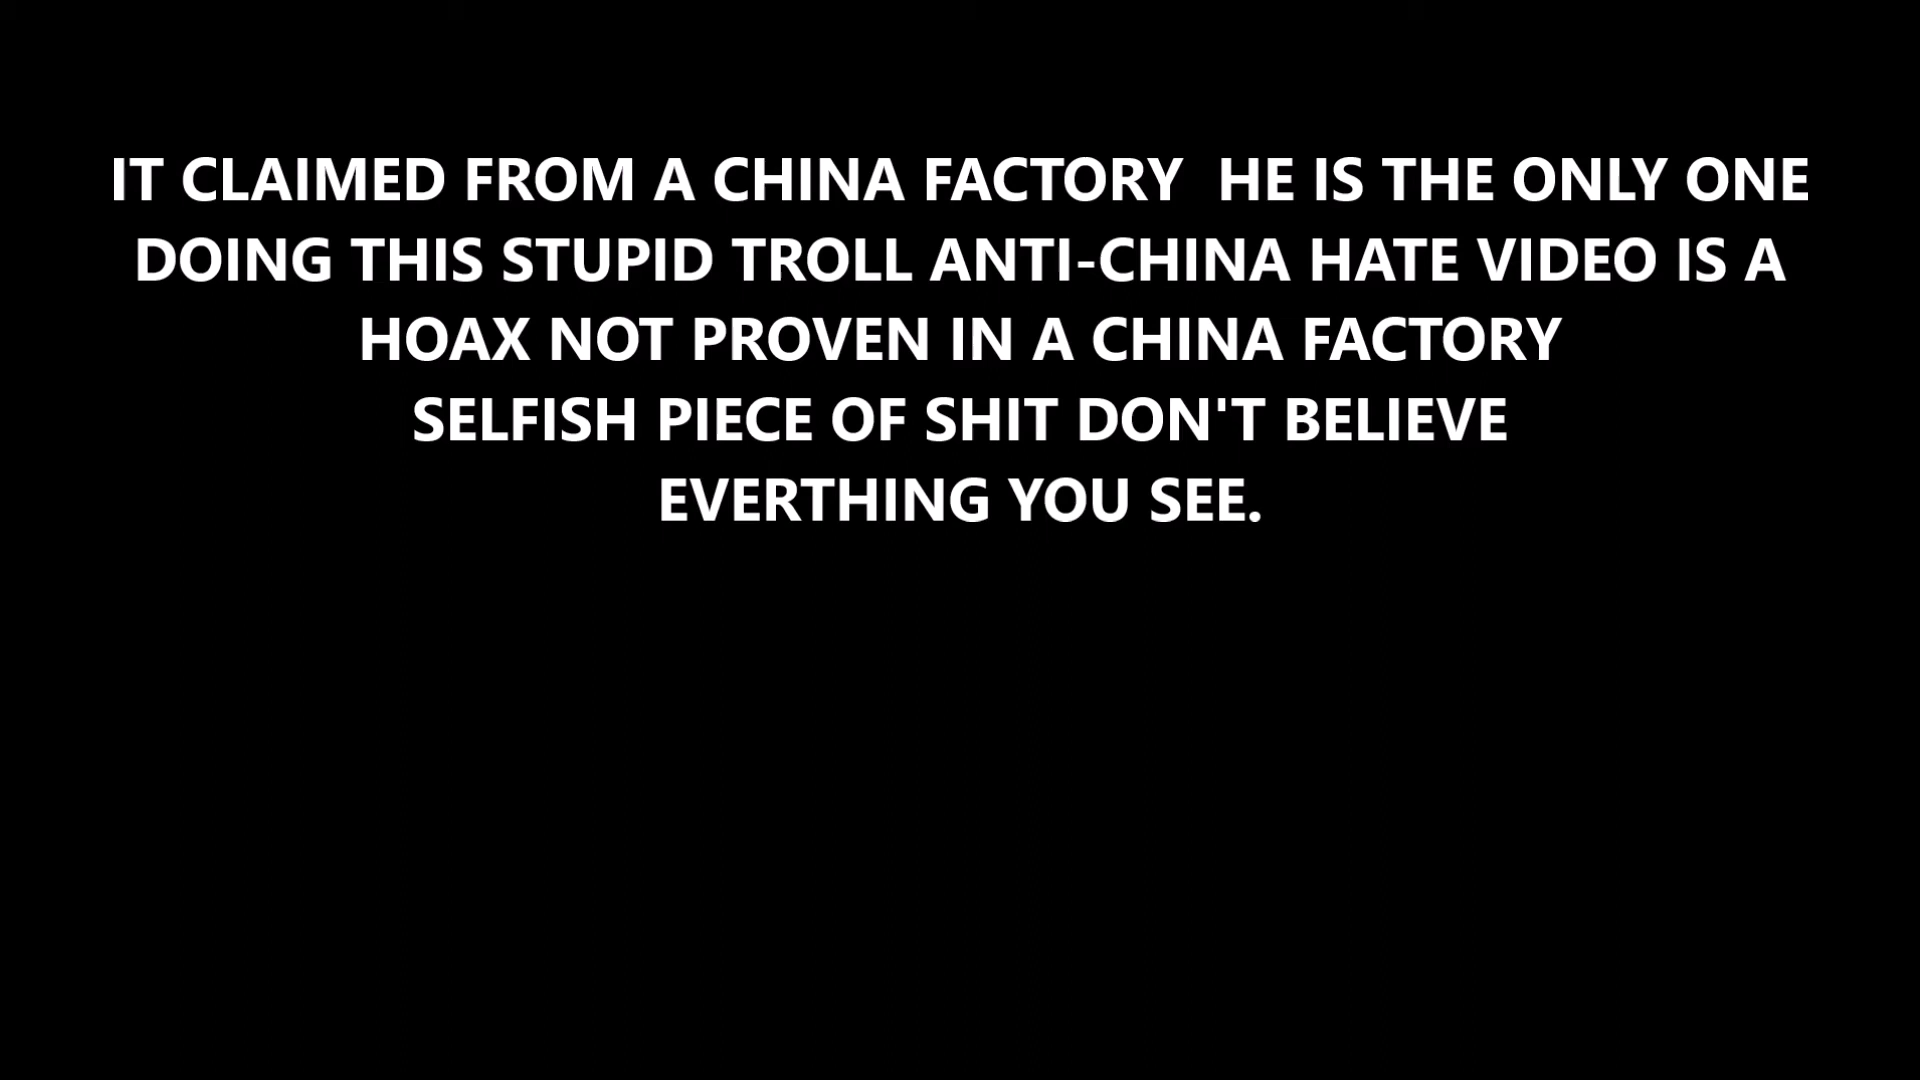 IT CLAIMED FROM A CHINA FACTORY  HE IS THE ONLY ONE
DOING THIS STUPID TROLL ANTI-CHINA HATE VIDEO IS A
HOAX NOT PROVEN IN A CHINA FACTORY
SELFISH PIECE OF SHIT DON'T BELIEVE
EVERTHING YOU SEE.